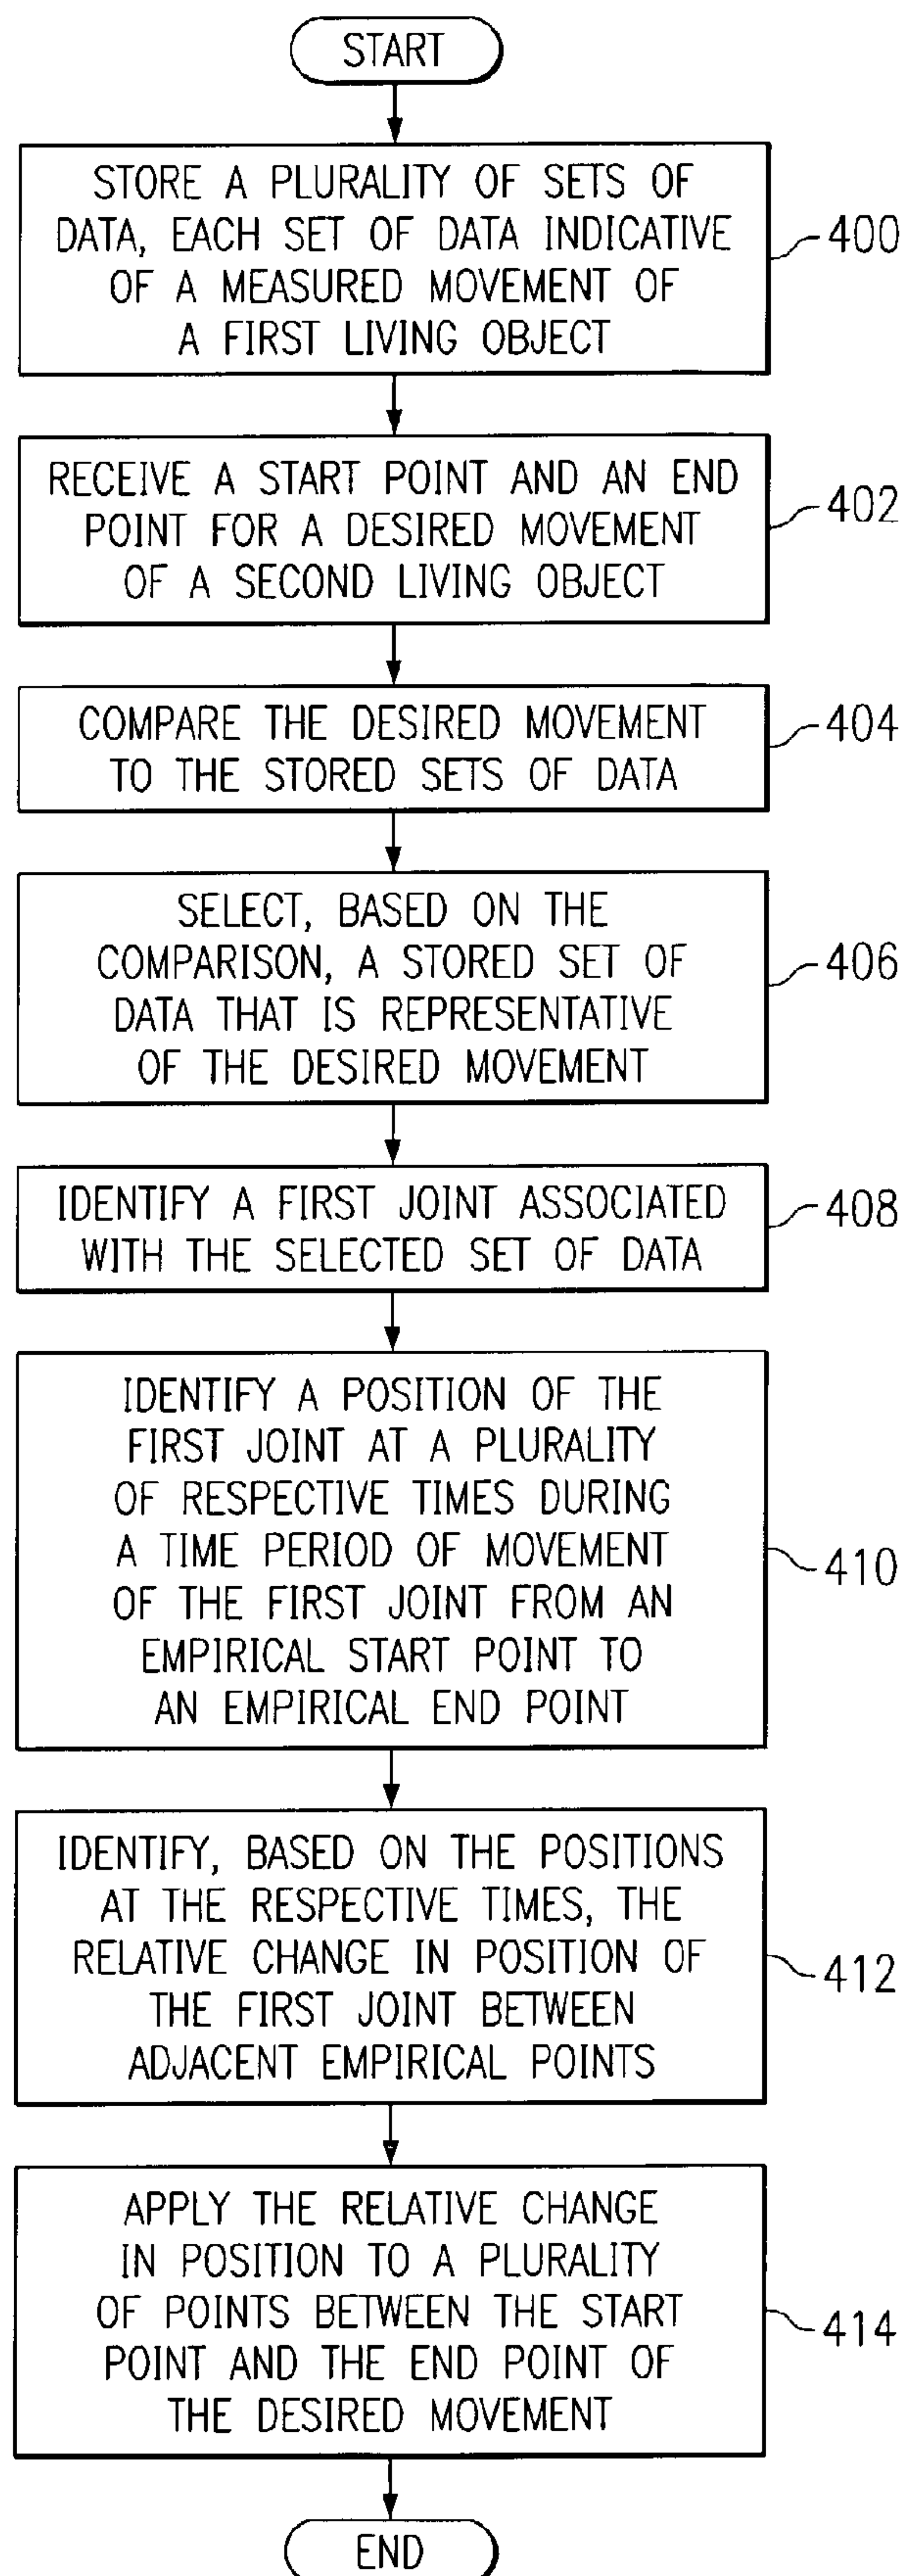 START
STORE A PLURALITY OF SETS OF
DATA, EACH SET OF DATA INDICATIVE
OF A MEASURED MOVEMENT OF
A FIRST LIVING OBJECT
400
RECEIVE A START POINT AND AN END
POINT FOR A DESIRED MOVEMENT
OF A SECOND LIVING OBJECT
402
COMPARE THE DESIRED MOVEMENT
TO THE STORED SETS OF DATA
404
SELECT, BASED ON THE
COMPARISON, A STORED SET OF
DATA THAT IS REPRESENTATIVE
OF THE DESIRED MOVEMENT
406
IDENTIFY A FIRST JOINT ASSOCIATED
WITH THE SELECTED SET OF DATA
408
IDENTIFY A POSITION OF THE
FIRST JOINT AT A PLURALITY
OF RESPECTIVE TIMES DURING
A TIME PERIOD OF MOVEMENT
OF THE FIRST JOINT FROM AN
EMPIRICAL START POINT TO
AN EMPIRICAL END POINT
410
IDENTIFY, BASED ON THE POSITIONS
AT THE RESPECTIVE TIMES, THE
RELATIVE CHANGE IN POSITION OF
THE FIRST JOINT BETWEEN
ADJACENT EMPIRICAL POINTS
412
APPLY THE RELATIVE CHANGE
IN POSITION TO A PLURALITY
OF POINTS BETWEEN THE START
POINT AND THE END POINT OF
THE DESIRED MOVEMENT
414
END